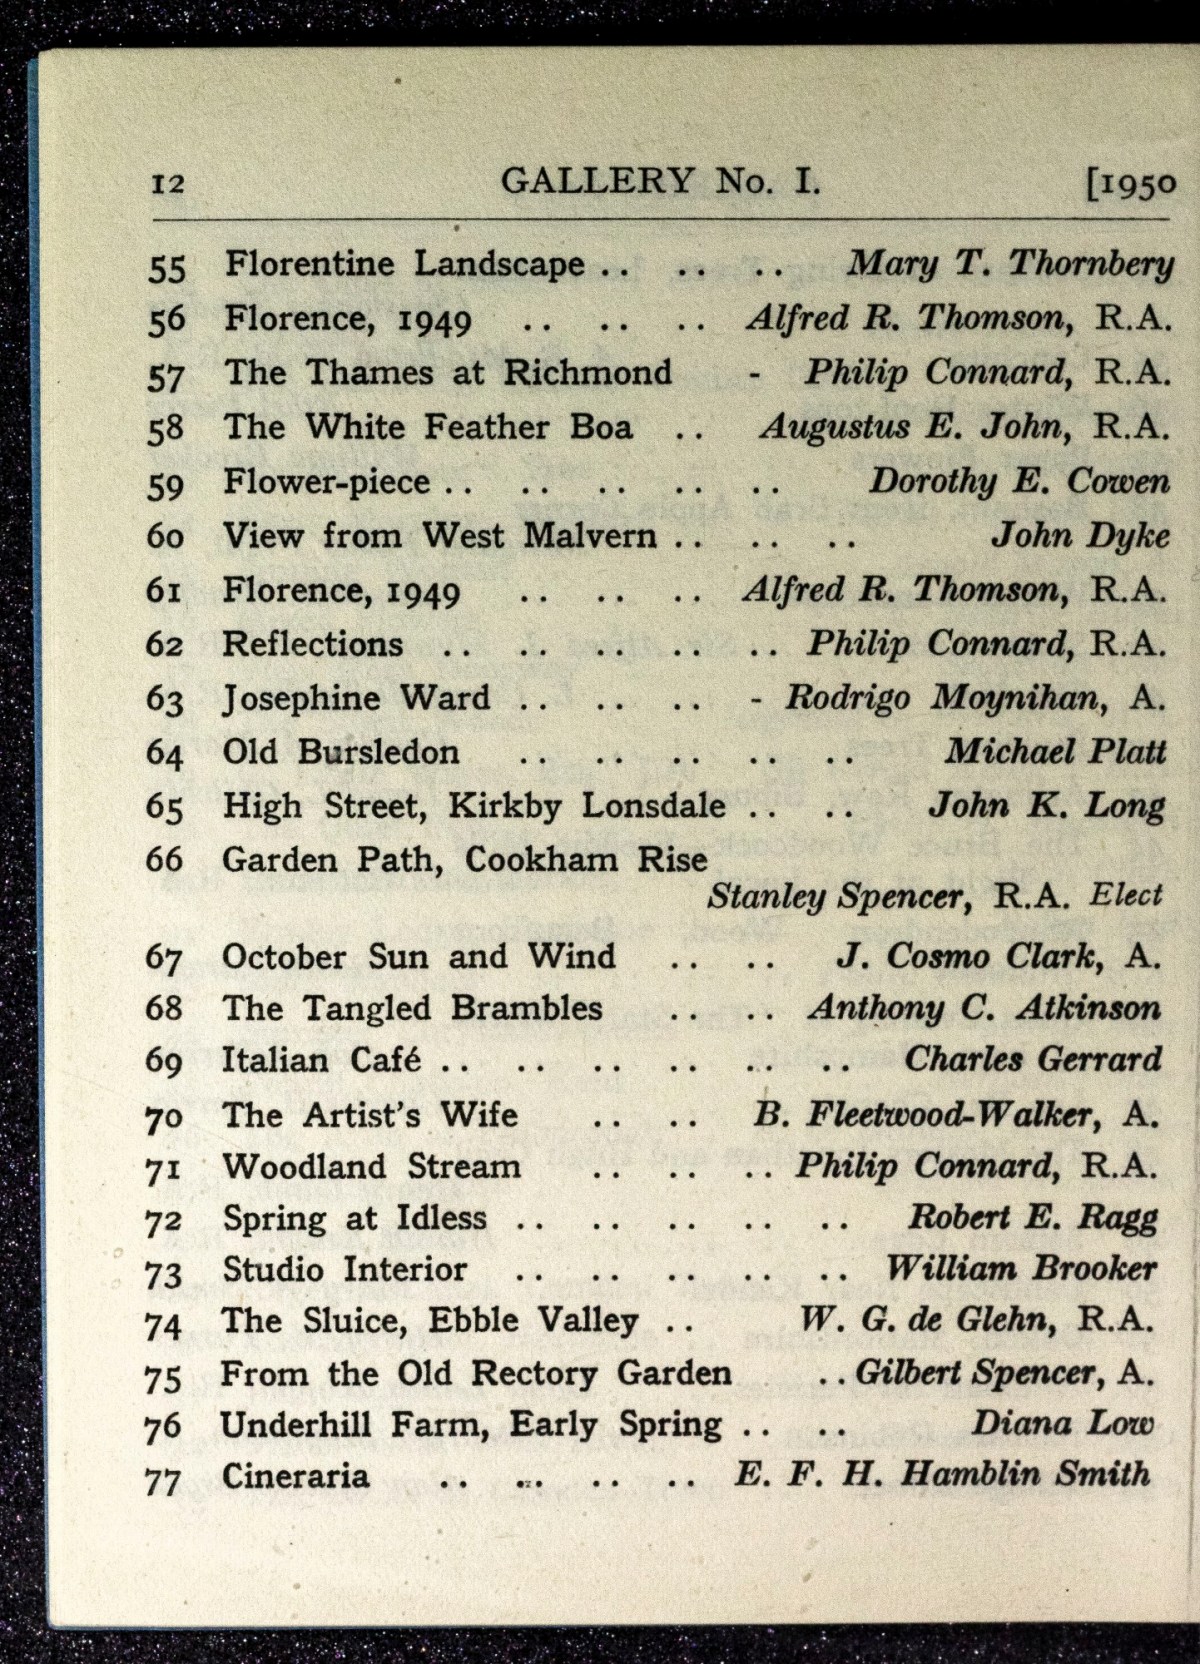 12 GALLERY No. I. [1950
55 Florentine Landscape .. .. .. Mary T. Thornbery
56 Florence, 1949 .. .. .. Alfred R. Thomson, R.A.
57 The Thames at Richmond - Philip Connard, R.A.
58 The White Feather Boa .. Augustus E. John, R.A.
59 Flower-piece .. .. .. .. .. Dorothy E. Cowen
60 View from West Malvern .. .. .. John Dyke
61 Florence, 1949 .. .. .. Alfred R. Thomson, R.A.
62 Reflections .. .. .. .. .. Philip Connard, R.A.
63 Josephine Ward .. .. .. - Rodrigo Moynihan, A.
64 Old Bursledon .. .. .. .. .. Michael Platt
65 High Street, Kirkby Lonsdale .. .. John K. Long
66 Garden Path, Cookham Rise
Stanley Spencer, R.A. Elect
67 October Sun and Wind .. .. J. Cosmo Clark, A.
68 The Tangled Brambles .. .. Anthony C. Atkinson
69 Italian Café .. .. .. .. .. .. Charles Gerrard
70 The Artist's Wife .. .. B. Fleetwood-Walker, A.
71 Woodland Stream .. .. .. Philip Connard, R.A.
72 Spring at Idless .. .. .. .. .. Robert E. Ragg
73 Studio Interior .. .. .. .. .. William Brooker
74 The Sluice, Ebble Valley .. W. G. de Glehn, R.A.
75 From the Old Rectory Garden .. Gilbert Spencer, A.
76 Underhill Farm, Early Spring .. .. Diana Low
77 Cineraria .. .. .. .. E. F. H. Hamblin Smith